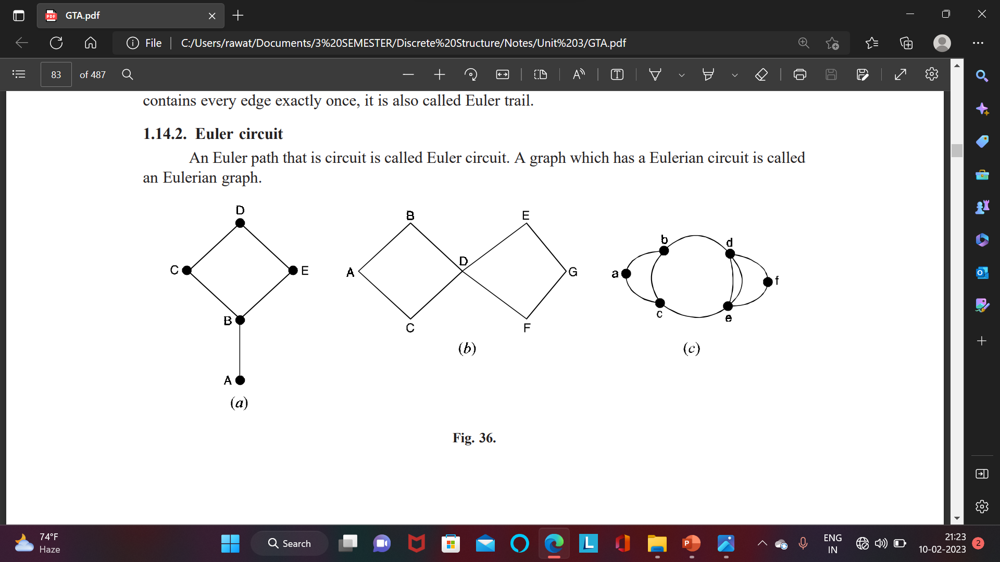 GTA.pdf
File
C:/Users/rawat/Documents/3%20SEMESTER/Discrete%20Structure/Notes/Unit%203/GTA.pdf
83 of 487
contains every edge exactly once, it is also called Euler trail.
1.14.2. Euler circuit
An Euler path that is circuit is called Euler circuit. A graph which has a Eulerian circuit is called
an Eulerian graph.
D
C
E
B
A
(a)
B
E
A
D
G
C
F
(b)
b
d
a
f
c
e
(c)
Fig. 36.
74°F
Haze
Search
ENG
IN
21:23
10-02-2023
2